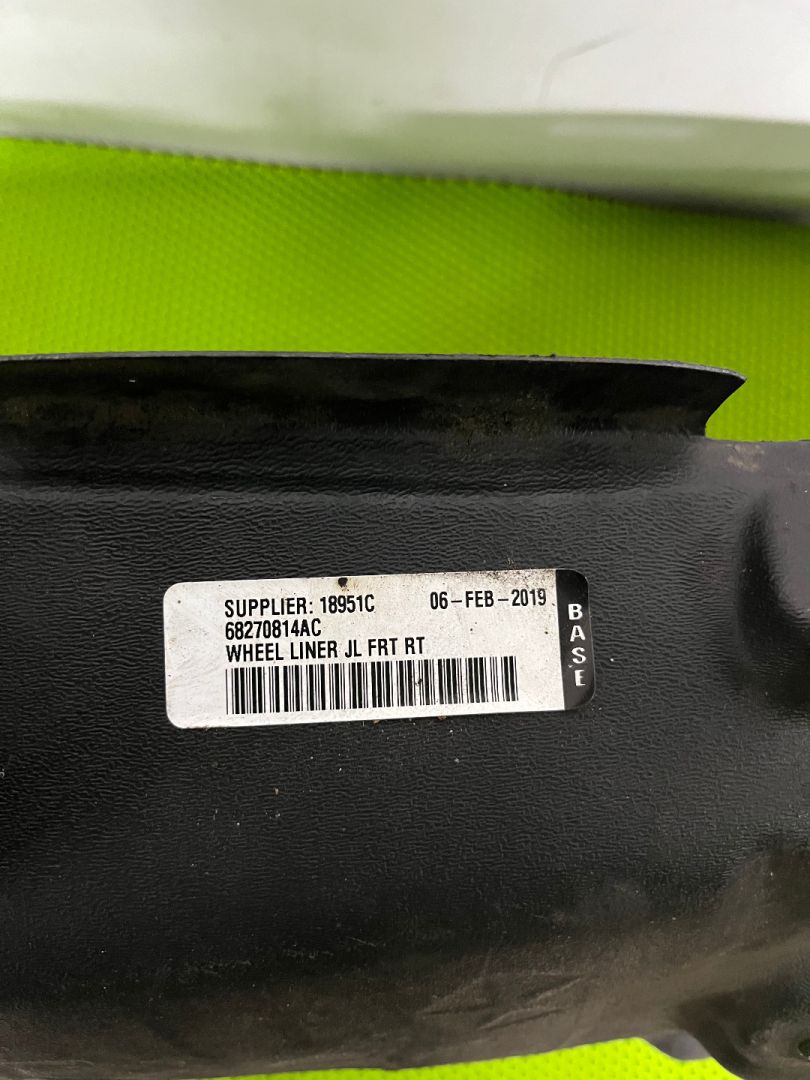 SUPPLIER: 18951C 06-FEB-2019
68270814AC
WHEEL LINER JL FRT RT
BASE